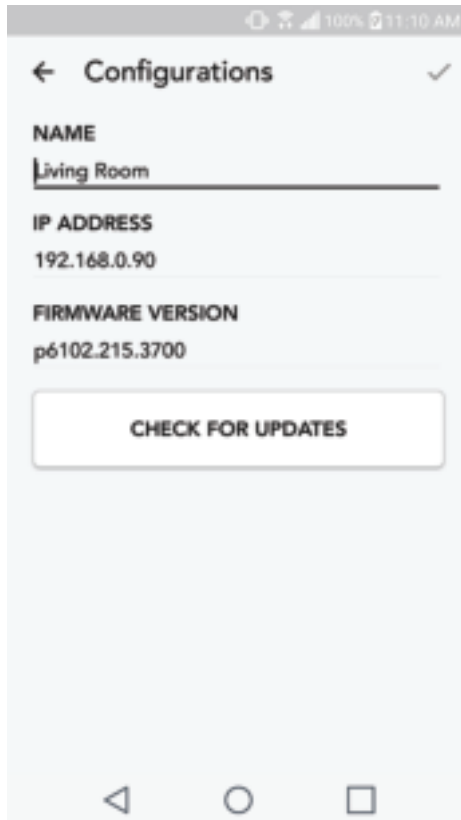 100% 11:10 AM
Configurations
NAME
Living Room
IP ADDRESS
192.168.0.90
FIRMWARE VERSION
p6102.215.3700
CHECK FOR UPDATES